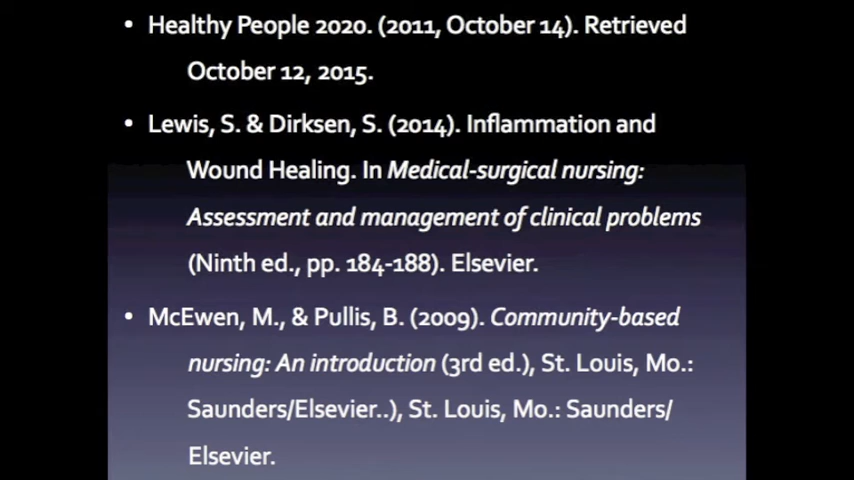 • Healthy People 2020. (2011, October 14). Retrieved
October 12, 2015.
• Lewis, S. & Dirksen, S. (2014). Inflammation and
Wound Healing. In Medical-surgical nursing:
Assessment and management of clinical problems
(Ninth ed., pp. 184-188). Elsevier.
• McEwen, M., & Pullis, B. (2009). Community-based
nursing: An introduction (3rd ed.), St. Louis, Mo.:
Saunders/Elsevier..), St. Louis, Mo.: Saunders/
Elsevier.